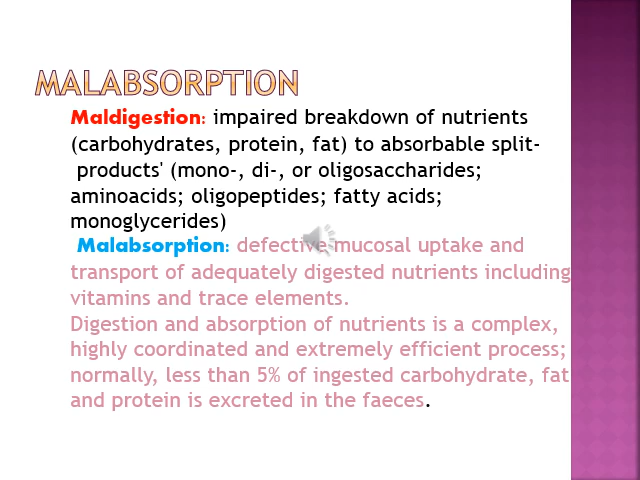 MALABSORPTION
Maldigestion: impaired breakdown of nutrients
(carbohydrates, protein, fat) to absorbable split-
products' (mono-, di-, or oligosaccharides;
aminoacids; oligopeptides; fatty acids;
monoglycerides)
Malabsorption: defective mucosal uptake and
transport of adequately digested nutrients including
vitamins and trace elements.
Digestion and absorption of nutrients is a complex,
highly coordinated and extremely efficient process;
normally, less than 5% of ingested carbohydrate, fat
and protein is excreted in the faeces.